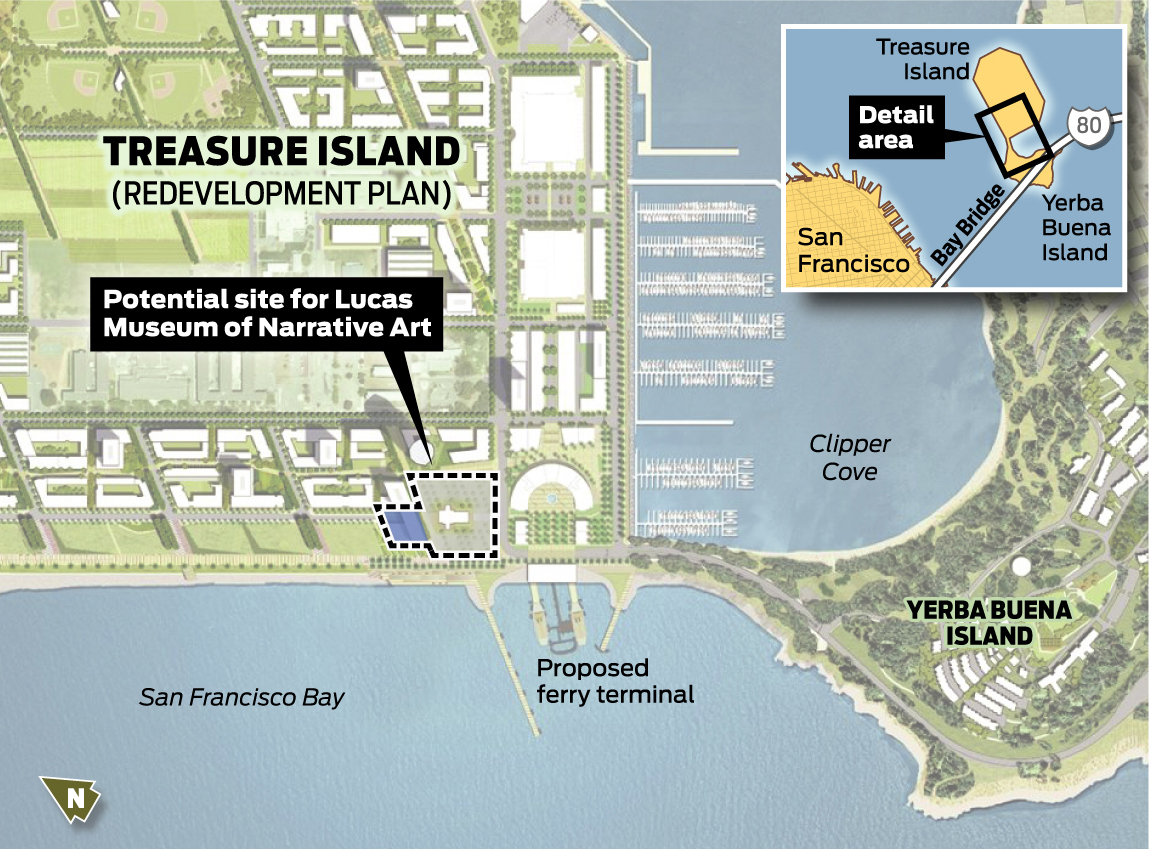 TREASURE ISLAND
(REDEVELOPMENT PLAN)
Potential site for Lucas
Museum of Narrative Art
Treasure
Island
Detail
area
80
San
Francisco
Bay Bridge
Yerba
Buena
Island
Clipper
Cove
YERBA BUENA
ISLAND
Proposed
ferry terminal
San Francisco Bay
N